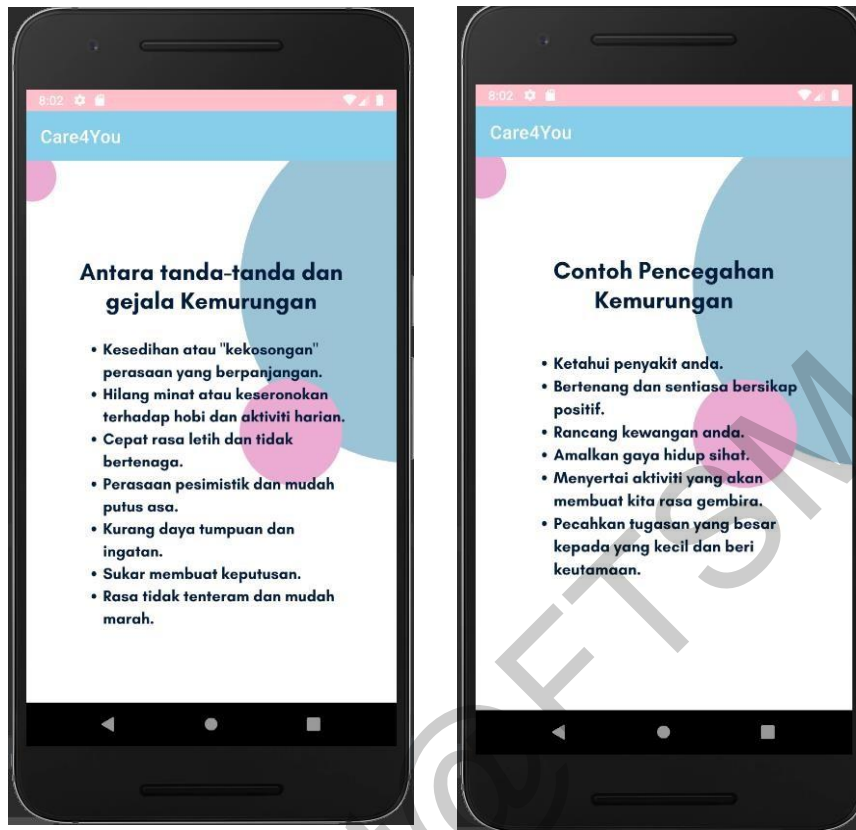 8:02
Care4You
Antara tanda-tanda dan
gejala Kemurungan
• Kesedihan atau "kekosongan"
perasaan yang berpanjangan.
• Hilang minat atau keseronokan
terhadap hobi dan aktiviti harian.
• Cepat rasa letih dan tidak
bertenaga.
• Perasaan pesimistik dan mudah
putus asa.
• Kurang daya tumpuan dan
ingatan.
• Sukar membuat keputusan.
• Rasa tidak tenteram dan mudah
marah.
8:02
Care4You
Contoh Pencegahan
Kemurungan
• Ketahui penyakit anda.
• Bertenang dan sentiasa bersikap
positif.
• Rancang kewangan anda.
• Amalkan gaya hidup sihat.
• Menyertai aktiviti yang akan
membuat kita rasa gembira.
• Pecahkan tugasan yang besar
kepada yang kecil dan beri
keutamaan.
@FTSM